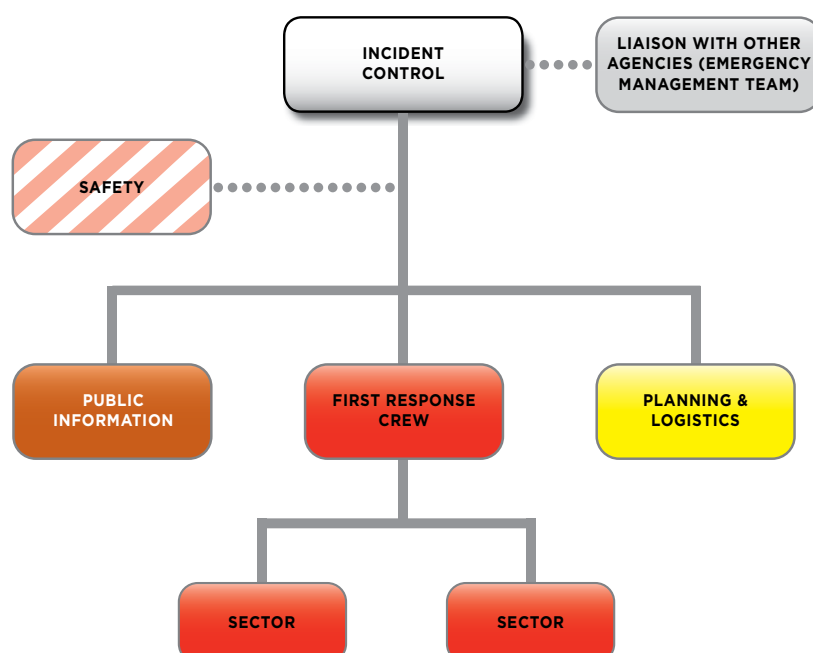 INCIDENT
CONTROL
LIAISON WITH OTHER
AGENCIES (EMERGENCY
MANAGEMENT TEAM)
SAFETY
PUBLIC
INFORMATION
FIRST RESPONSE
CREW
PLANNING &
LOGISTICS
SECTOR
SECTOR